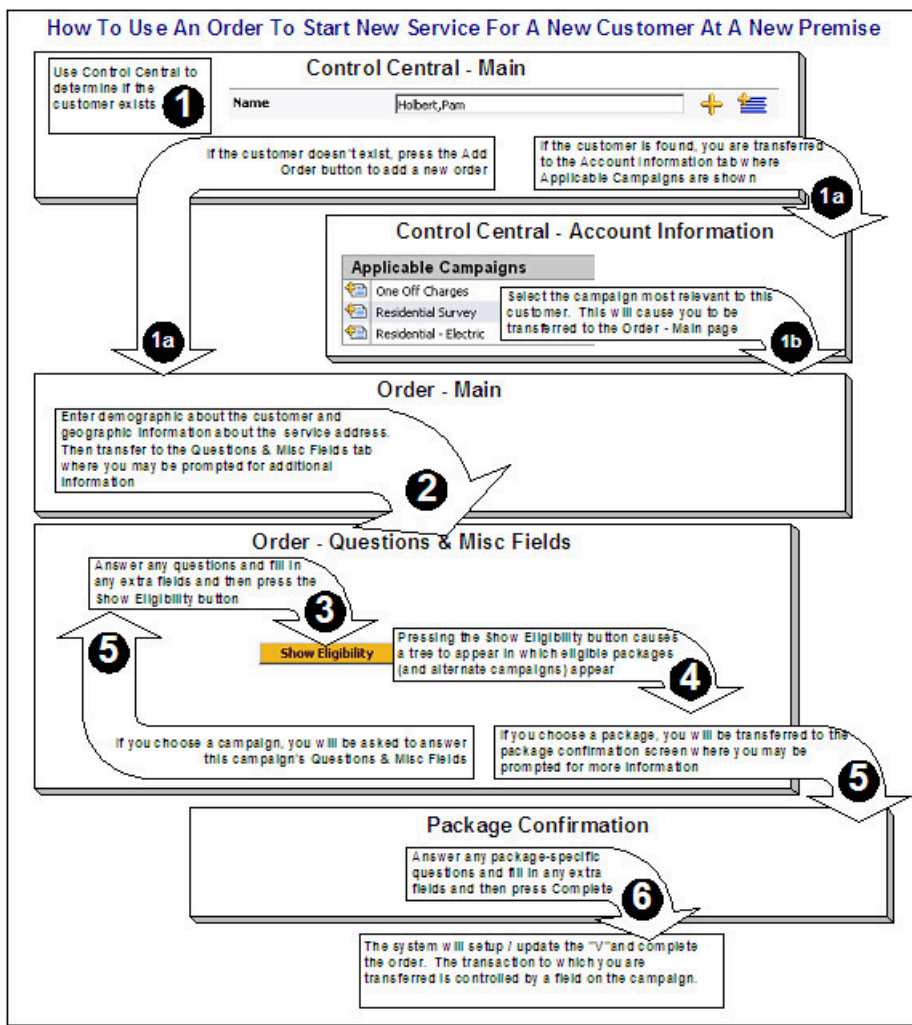 How To Use An Order To Start New Service For A New Customer At A New Premise
Use Control Central to
determine if the
customer exists
1
Control Central - Main
Name
Holbert,Pam
If the customer doesn't exist, press the Add
Order button to add a new order
If the customer is found, you are transferred
to the Account Information tab where
Applicable Campaigns are shown
1a
Control Central - Account Information
Applicable Campaigns
One Off Charges
Residential Survey
Residential - Electric
Select the campaign most relevant to this
customer. This will cause you to be
transferred to the Order - Main page
1a
1b
Order - Main
Enter demographic about the customer and
geographic information about the service address.
Then transfer to the Questions & Misc Fields tab
where you may be prompted for additional
information
2
Order - Questions & Misc Fields
Answer any questions and fill in
any extra fields and then press the
Show Eligibility button
3
5
Show Eligibility
Pressing the Show Eligibility button causes
a tree to appear in which eligible packages
(and alternate campaigns) appear
4
If you choose a campaign, you will be asked to answer
this campaign's Questions & Misc Fields
If you choose a package, you will be transferred to the
package confirmation screen where you may be
prompted for more information
5
Package Confirmation
Answer any package-specific
questions and fill in any extra
fields and then press Complete
6
The system will setup / update the "V"and complete
the order. The transaction to which you are
transferred is controlled by a field on the campaign.